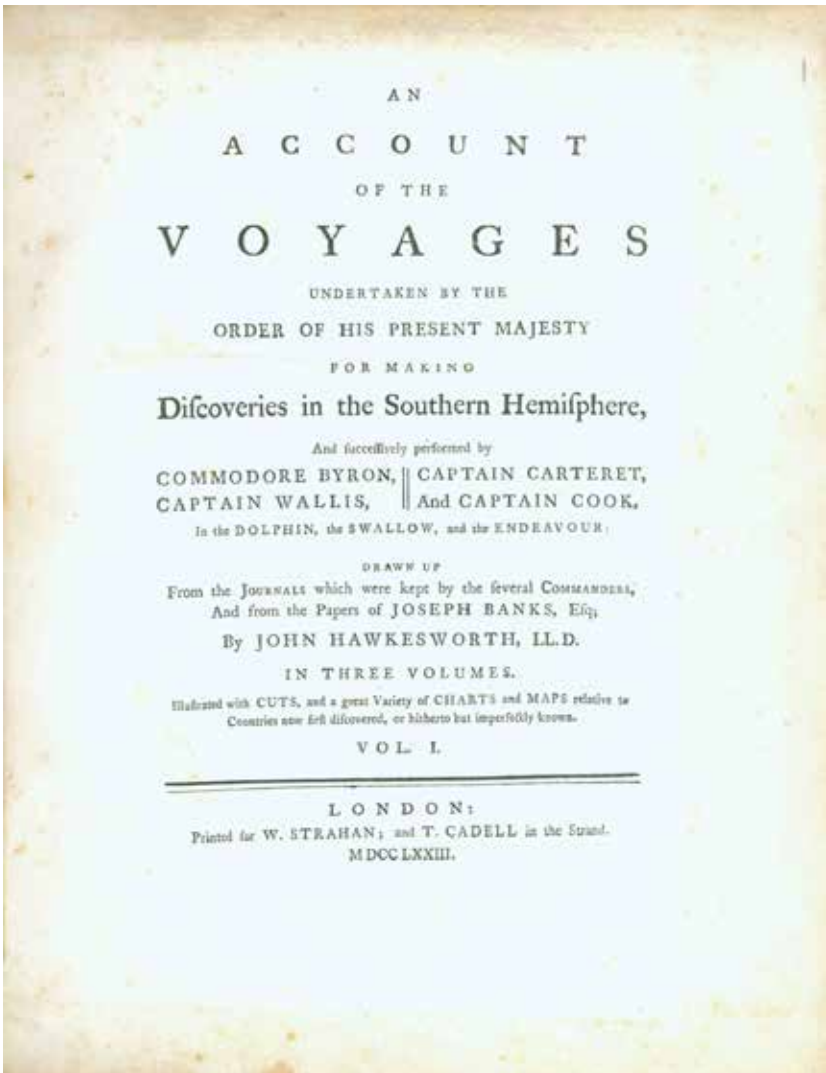 AN
ACCOUNT
OF THE
VOYAGES
UNDERTAKEN BY THE
ORDER OF HIS PRESENT MAJESTY
FOR MAKING
Diſcoveries in the Southern Hemiſphere,
And ſucceſſively performed by
COMMODORE BYRON, CAPTAIN CARTERET,
CAPTAIN WALLIS, And CAPTAIN COOK,
In the DOLPHIN, the SWALLOW, and the ENDEAVOUR:
DRAWN UP
From the JOURNALS which were kept by the ſeveral COMMANDERS,
And from the Papers of JOSEPH BANKS, Eſq;
By JOHN HAWKESWORTH, LL.D.
IN THREE VOLUMES.
Illuſtrated with CUTS, and a great Variety of CHARTS and MAPS relative to
Countries now firſt diſcovered, or hitherto but imperfectly known.
VOL. I.
LONDON:
Printed for W. STRAHAN; and T. CADELL in the Strand.
MDCCLXXIII.